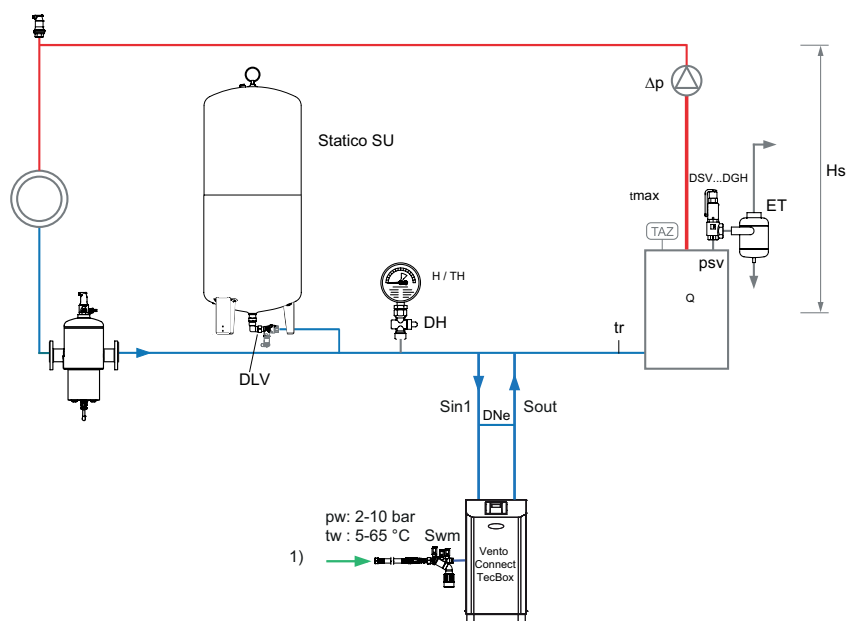 Δp
Statico SU
Hs
DSV...DGH
ET
tmax
TAZ
psv
Q
H / TH
DH
tr
DLV
Sin1
Sout
DNe
pw: 2-10 bar
tw : 5-65 °C
Swm
1)
Vento
Connect
TecBox